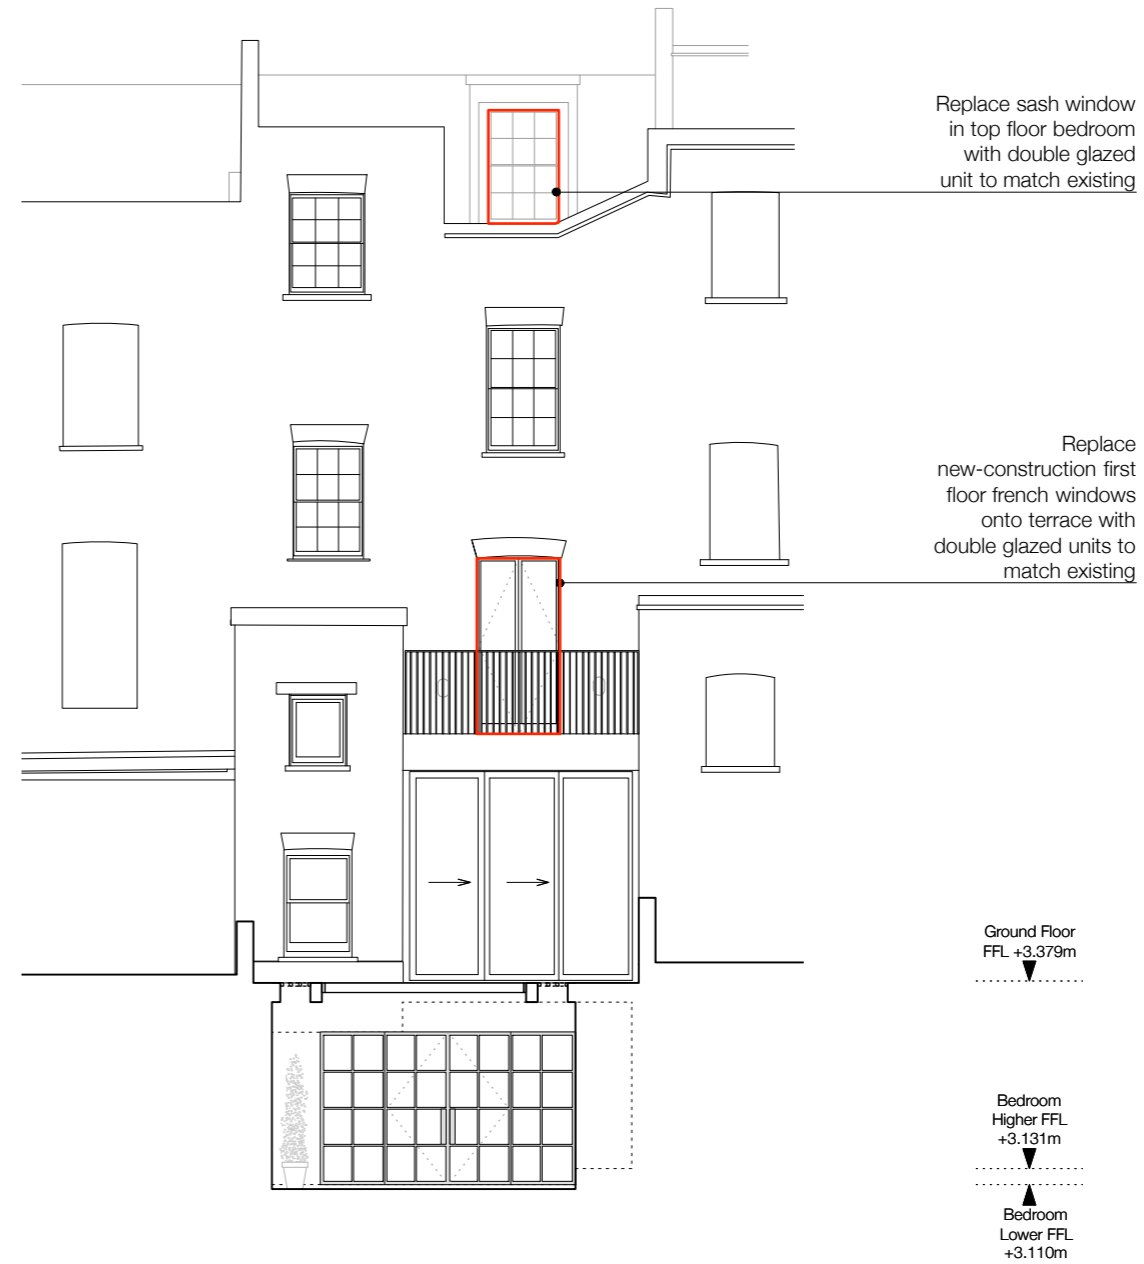 Replace sash window
in top floor bedroom
with double glazed
unit to match existing
Replace
new-construction first
floor french windows
onto terrace with
double glazed units to
match existing
Ground Floor
FFL +3.379m
Bedroom
Higher FFL
+3.131m
Bedroom
Lower FFL
+3.110m